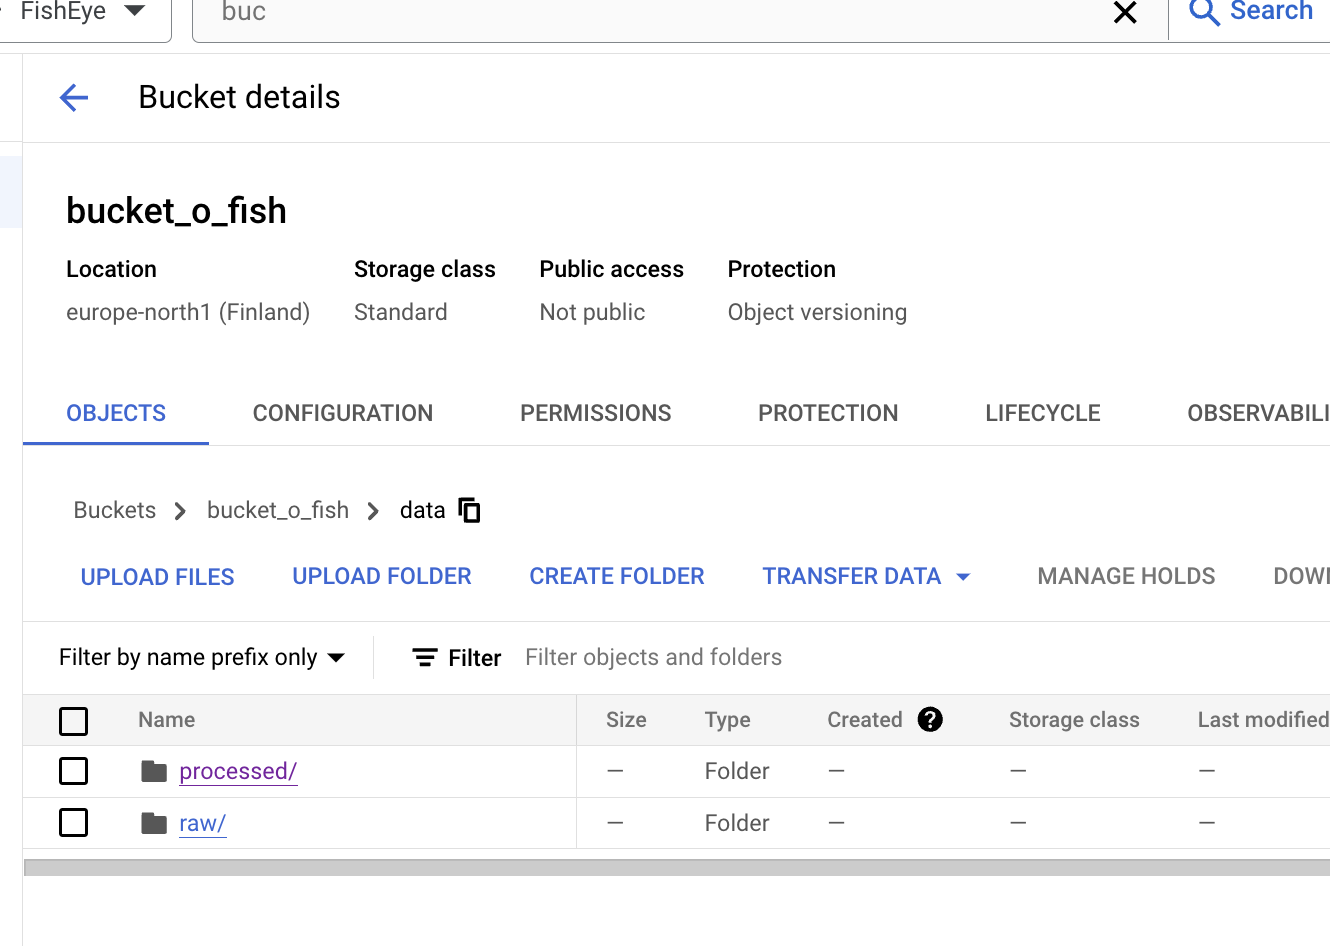 FishEye buc Search
Bucket details
bucket_o_fish
Location Storage class Public access Protection
europe-north1 (Finland) Standard Not public Object versioning
OBJECTS CONFIGURATION PERMISSIONS PROTECTION LIFECYCLE OBSERVABILI
Buckets > bucket_o_fish > data
UPLOAD FILES UPLOAD FOLDER CREATE FOLDER TRANSFER DATA MANAGE HOLDS DOWI
Filter by name prefix only Filter Filter objects and folders
Name Size Type Created ? Storage class Last modified
processed/ — Folder — — —
raw/ — Folder — — —